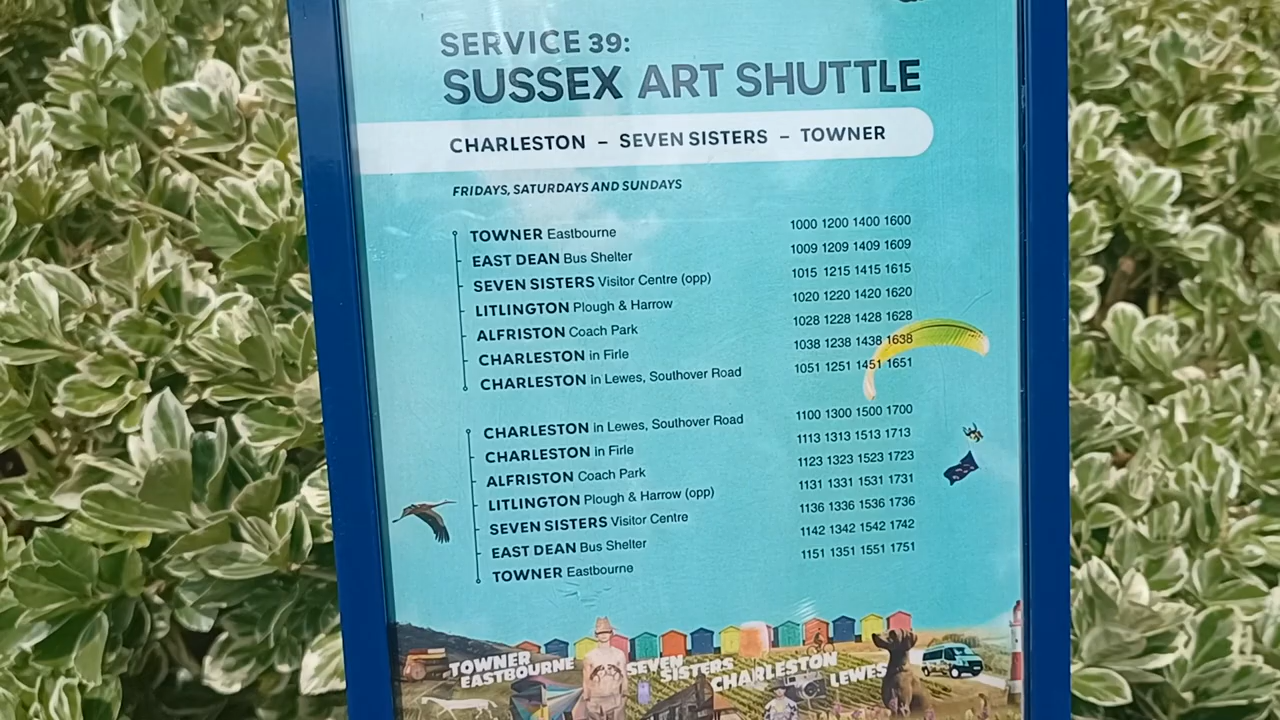 SERVICE 39:
SUSSEX ART SHUTTLE
CHARLESTON – SEVEN SISTERS – TOWNER
FRIDAYS, SATURDAYS AND SUNDAYS
TOWNER Eastbourne 1000 1200 1400 1600
EAST DEAN Bus Shelter 1009 1209 1409 1609
SEVEN SISTERS Visitor Centre (opp) 1015 1215 1415 1615
LITLINGTON Plough & Harrow 1020 1220 1420 1620
ALFRISTON Coach Park 1028 1228 1428 1628
CHARLESTON in Firle 1038 1238 1438 1638
CHARLESTON in Lewes, Southover Road 1051 1251 1451 1651
CHARLESTON in Lewes, Southover Road 1100 1300 1500 1700
CHARLESTON in Firle 1113 1313 1513 1713
ALFRISTON Coach Park 1123 1323 1523 1723
LITLINGTON Plough & Harrow (opp) 1131 1331 1531 1731
SEVEN SISTERS Visitor Centre 1136 1336 1536 1736
EAST DEAN Bus Shelter 1142 1342 1542 1742
TOWNER Eastbourne 1151 1351 1551 1751
TOWNER EASTBOURNE
SEVEN SISTERS
CHARLESTON
LEWES